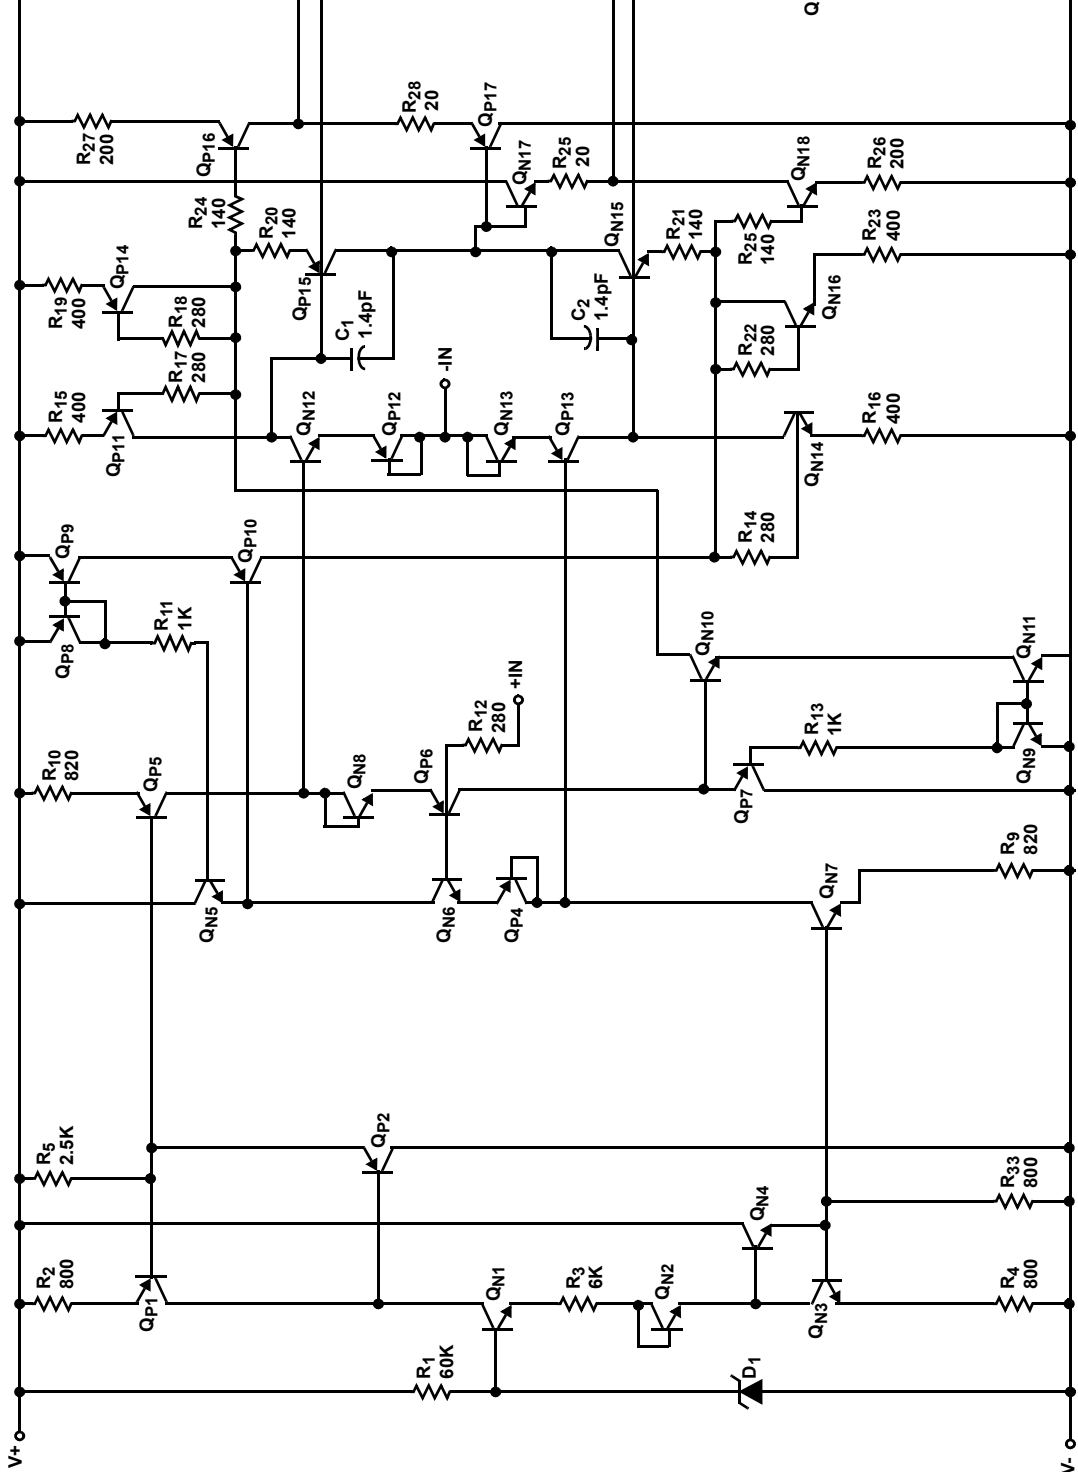 Q
R27
200
QP16
R28
20
QP17
QN17
R25
20
QN18
R26
200
R24
140
R20
140
QN15
R21
140
R25
140
R23
400
R19
400
QP14
R18
280
QP15
C1
1.4pF
C2
1.4pF
R22
280
QN16
R15
400
QP11
R17
280
QN12
QP12
-IN
QN13
QP13
QN14
R16
400
QP9
QP10
R14
280
QP8
R11
1K
QN10
QN11
+IN
R12
280
R13
1K
QN9
R10
820
QP5
QN8
QP6
QP7
R9
820
QN5
QN6
QP4
QN7
R5
2.5K
QP2
R33
800
QN4
R2
800
QP1
QN1
R3
6K
QN2
QN3
R4
800
R1
60K
D1
V+
V-